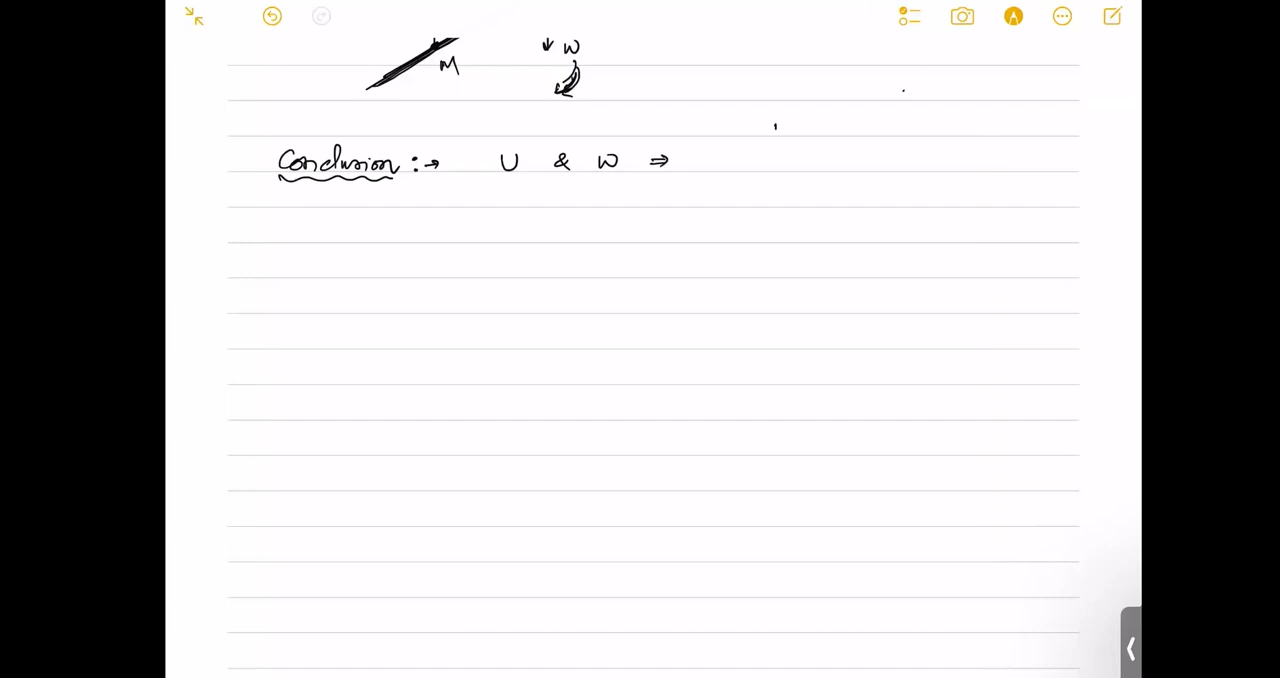 ↓ W
M
Conclusion :→ U & W ⇒